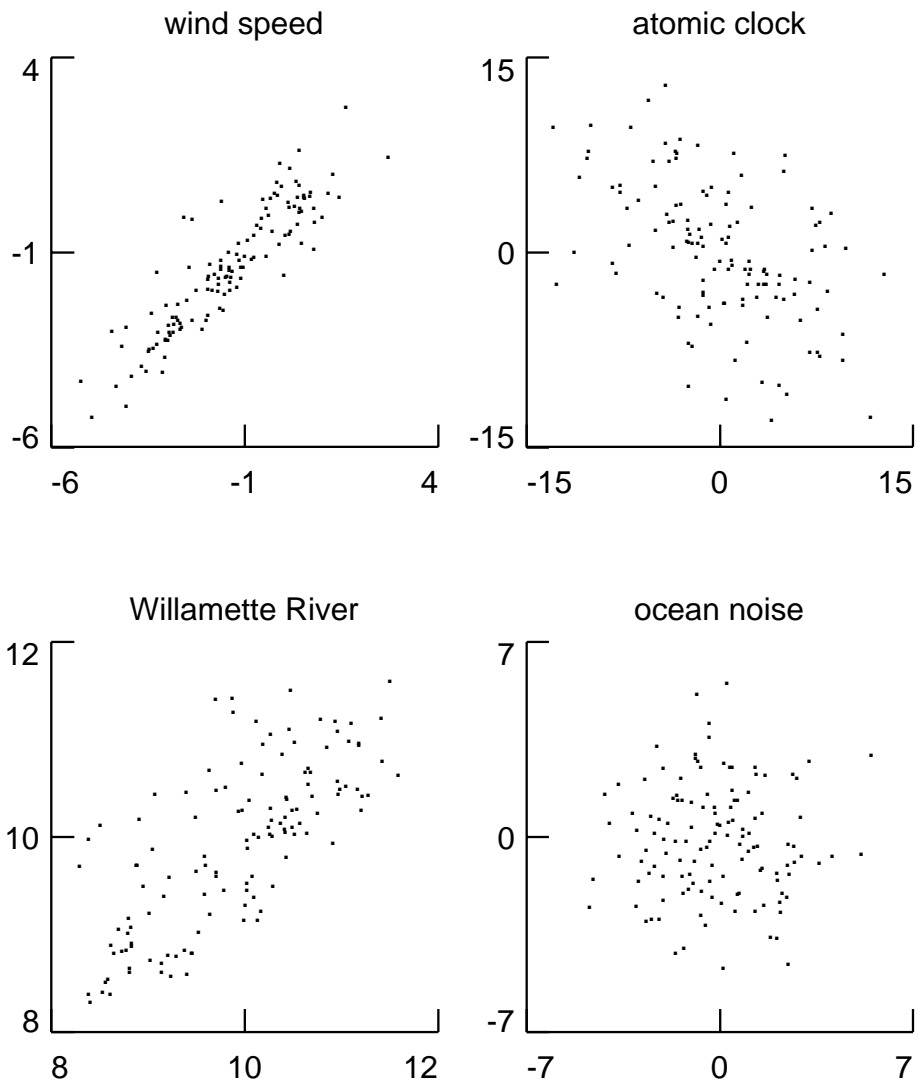 wind speed
4
-1
-6
-6 -1 4
atomic clock
15
0
-15
-15 0 15
Willamette River
12
10
8
8 10 12
ocean noise
7
0
-7
-7 0 7